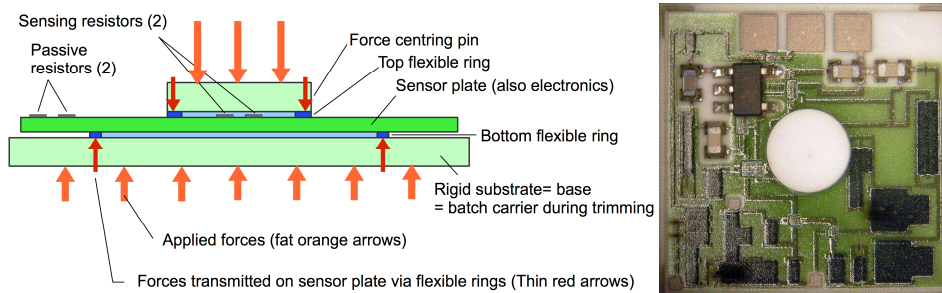 Sensing resistors (2)
Passive
resistors (2)
Force centring pin
Top flexible ring
Sensor plate (also electronics)
Bottom flexible ring
Rigid substrate= base
= batch carrier during trimming
Applied forces (fat orange arrows)
Forces transmitted on sensor plate via flexible rings (Thin red arrows)